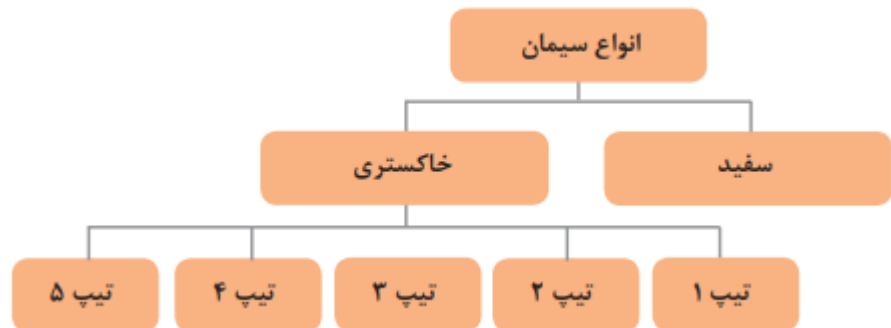 انواع سیمان
سفید
خاکستری
تیپ ۱
تیپ ۲
تیپ ۳
تیپ ۴
تیپ ۵